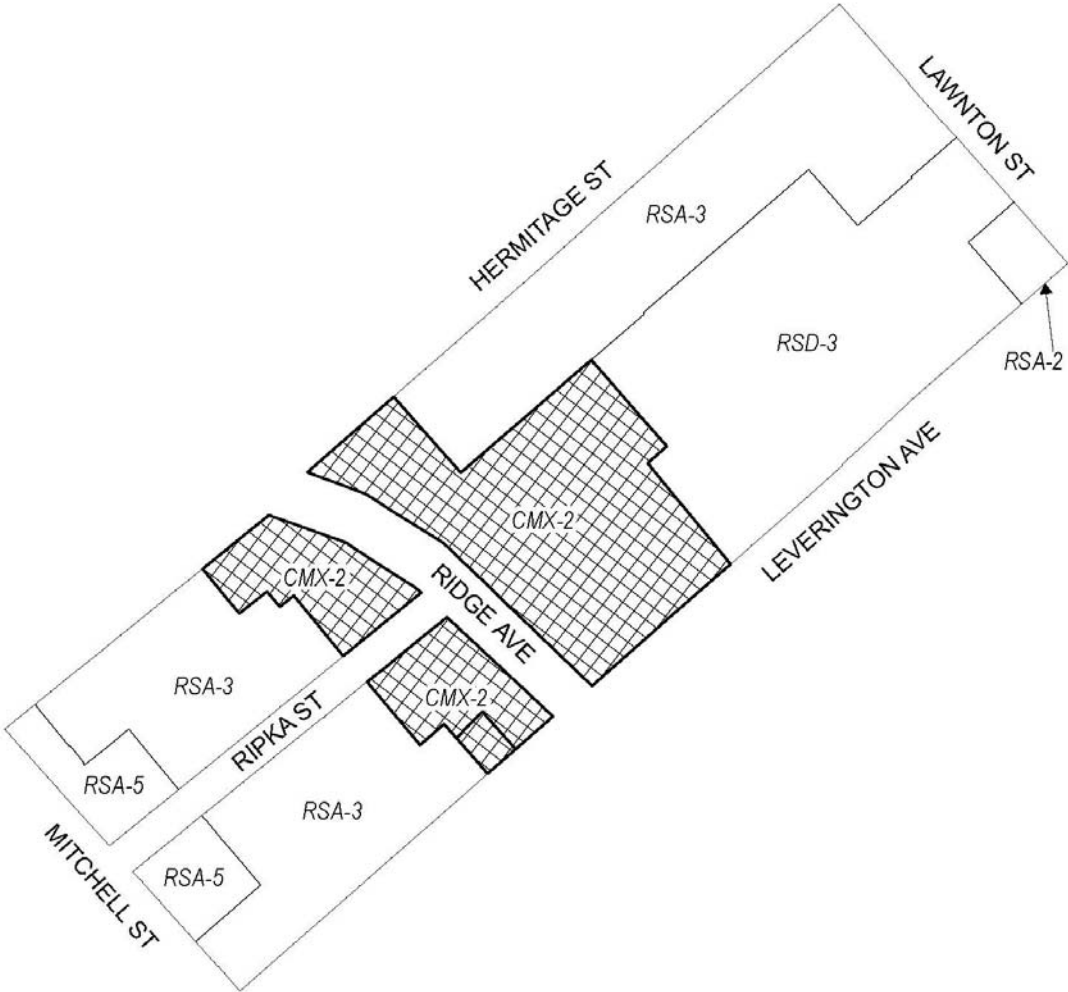 LAWNTON ST
HERMITAGE ST
RSA-3
RSD-3
RSA-2
LEVERINGTON AVE
CMX-2
CMX-2
RIDGE AVE
CMX-2
RSA-3
RIPKA ST
RSA-5
RSA-3
MITCHELL ST
RSA-5